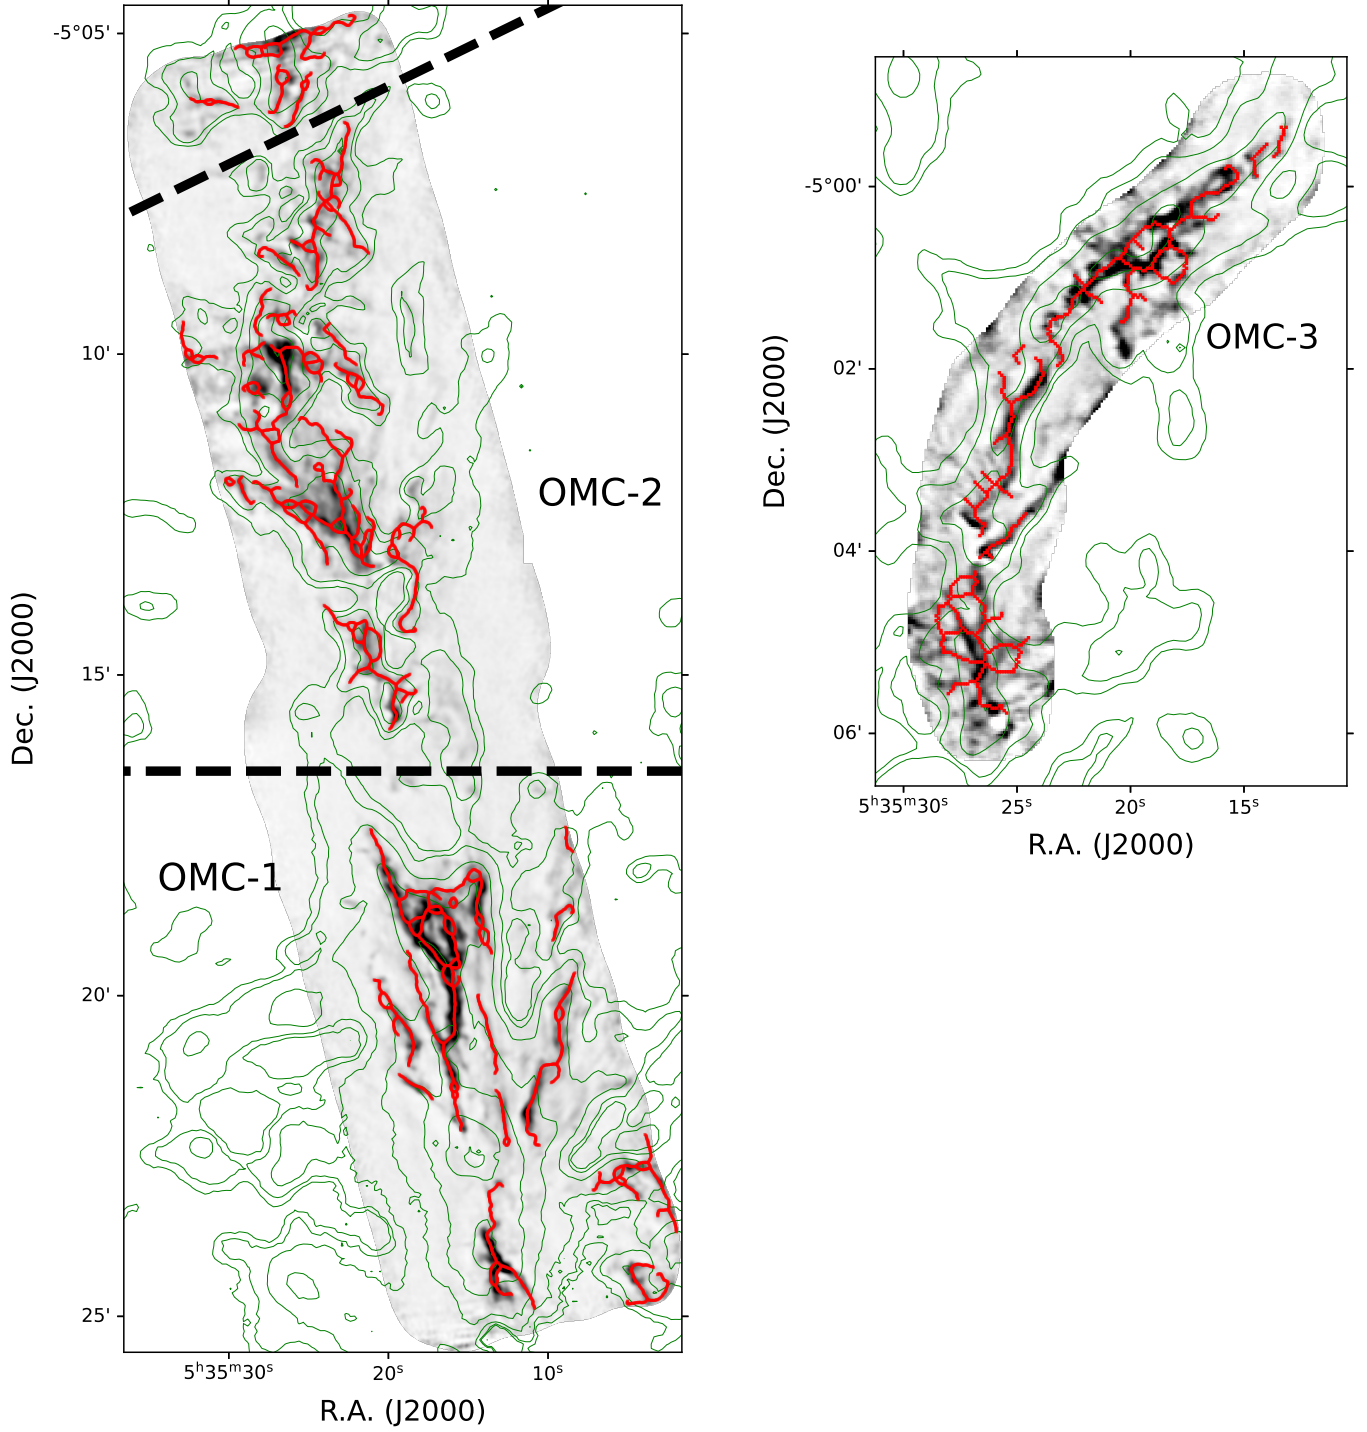 -5°05'
10'
15'
20'
25'
Dec. (J2000)
OMC-2
OMC-1
5ʰ35ᵐ30ˢ 20ˢ 10ˢ
R.A. (J2000)
-5°00'
02'
04'
06'
Dec. (J2000)
OMC-3
5ʰ35ᵐ30ˢ 25ˢ 20ˢ 15ˢ
R.A. (J2000)